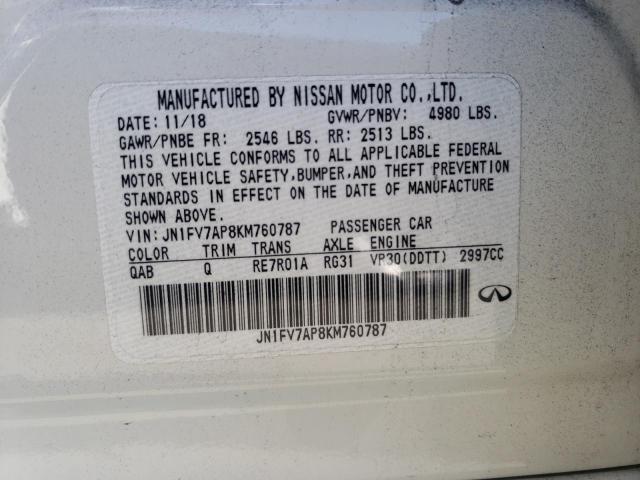 MANUFACTURED BY NISSAN MOTOR CO.,LTD.
DATE: 11/18 GVWR/PNBV: 4980 LBS.
GAWR/PNBE FR: 2546 LBS. RR: 2513 LBS.
THIS VEHICLE CONFORMS TO ALL APPLICABLE FEDERAL
MOTOR VEHICLE SAFETY,BUMPER,AND THEFT PREVENTION
STANDARDS IN EFFECT ON THE DATE OF MANUFACTURE
SHOWN ABOVE.
VIN: JN1FV7AP8KM760787 PASSENGER CAR
COLOR TRIM TRANS AXLE ENGINE
QAB Q RE7R01A RG31 VR30(DDTT) 2997CC
JN1FV7AP8KM760787